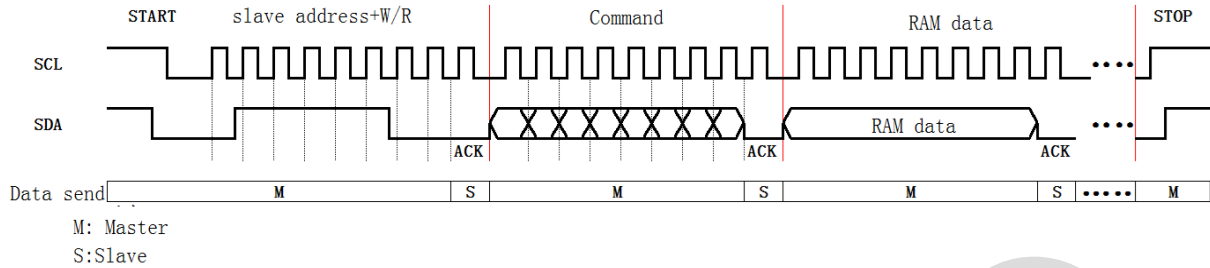 START slave address+W/R Command RAM data STOP
SCL
SDA RAM data
ACK ACK ACK
Data send M S M S M S M
M: Master
S:Slave